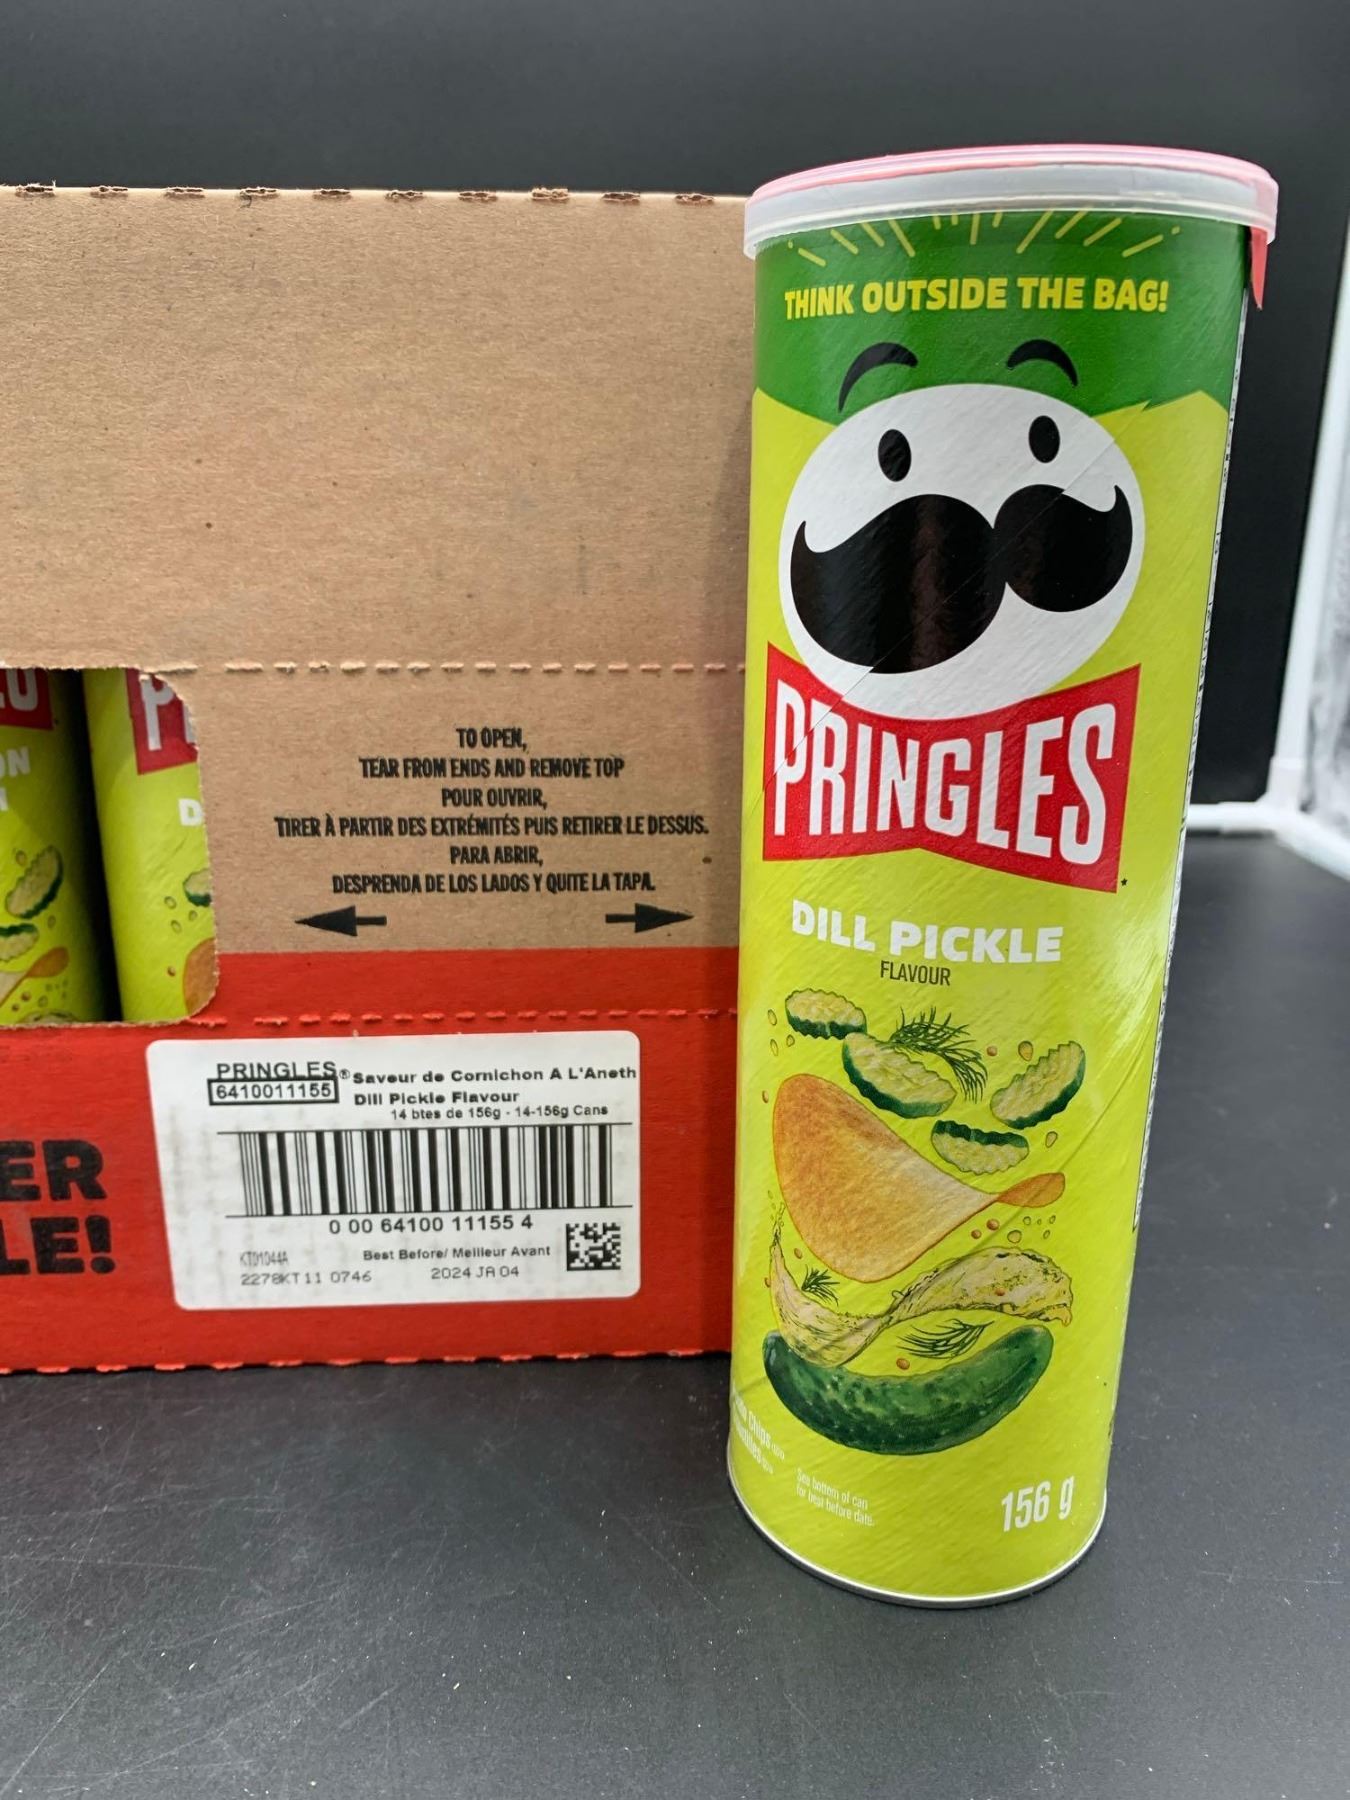 THINK OUTSIDE THE BAG!
PRINGLES
DILL PICKLE
FLAVOUR
See bottom of can
for best before date.
156 g
TO OPEN,
TEAR FROM ENDS AND REMOVE TOP
POUR OUVRIR,
TIRER À PARTIR DES EXTRÉMITÉS PUIS RETIRER LE DESSUS.
PARA ABRIR,
DESPRENDA DE LOS LADOS Y QUITE LA TAPA.
PRINGLES® Saveur de Cornichon A L'Aneth
6410011155 Dill Pickle Flavour
14 btes de 156g - 14-156g Cans
0 00 64100 11155 4
KT01044A Best Before/ Meilleur Avant
2278KT 11 0746 2024 JA 04
ER
LE!